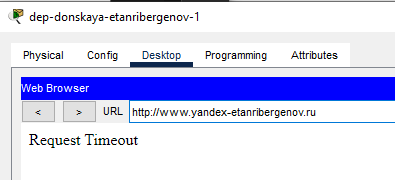 dep-donskaya-etanribergenov-1
Physical Config Desktop Programming Attributes
Web Browser
< > URL http://www.yandex-etanribergenov.ru
Request Timeout